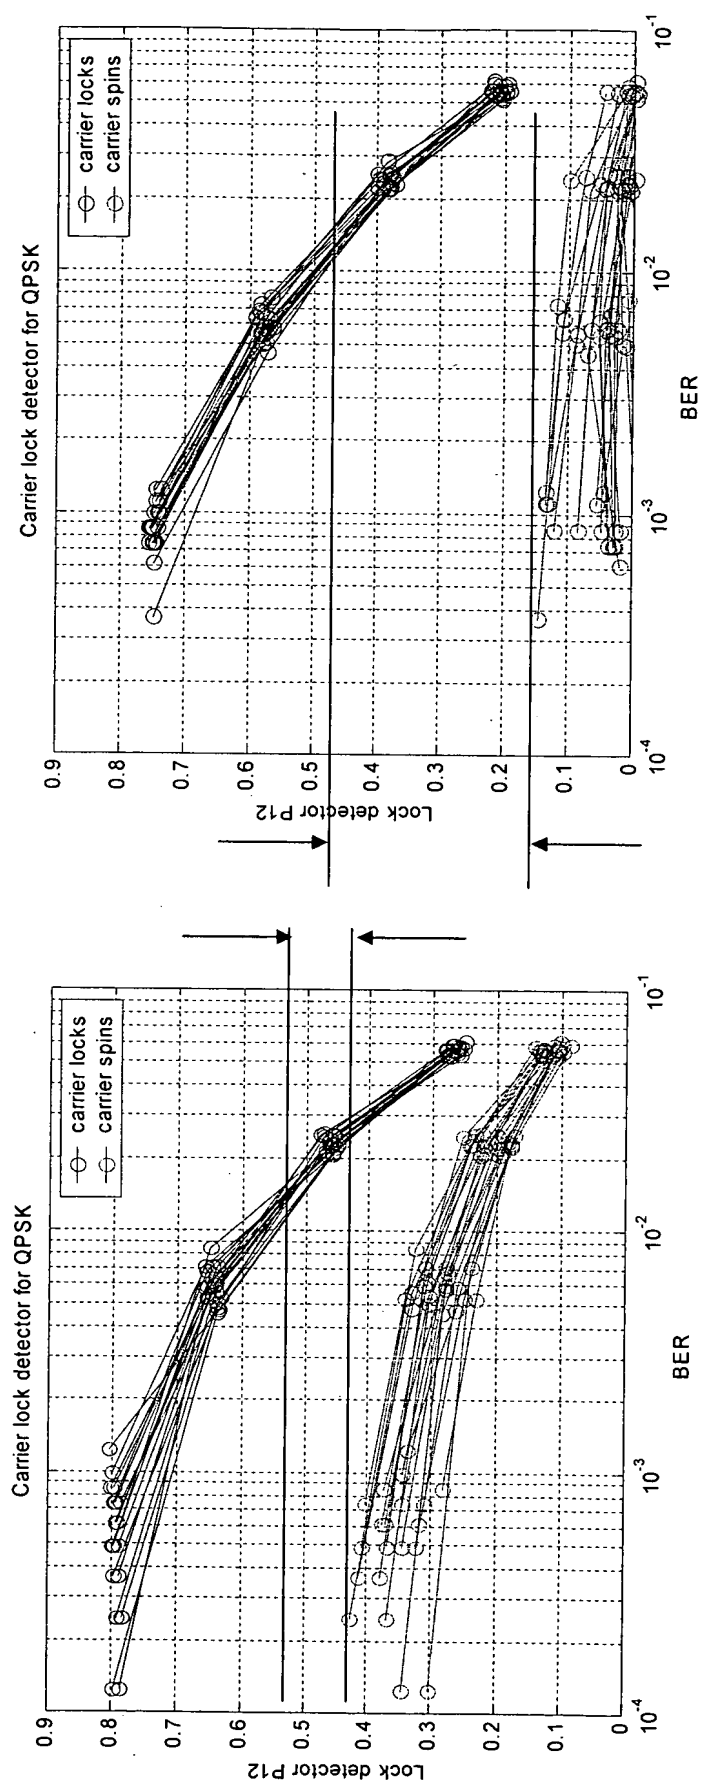 Carrier lock detector for QPSK
carrier locks
carrier spins
0.9
0.8
0.7
0.6
0.5
0.4
0.3
0.2
0.1
0
Lock detector P12
10-4
10-3
10-2
10-1
BER
Carrier lock detector for QPSK
carrier locks
carrier spins
0.9
0.8
0.7
0.6
0.5
0.4
0.3
0.2
0.1
0
Lock detector P12
10-4
10-3
10-2
10-1
BER